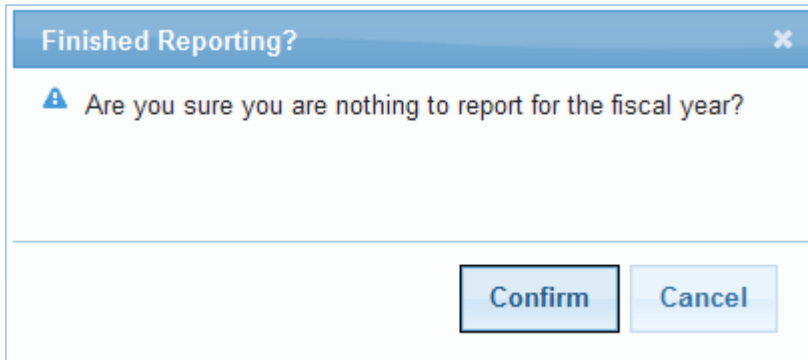 Finished Reporting?
Are you sure you are nothing to report for the fiscal year?
Confirm Cancel